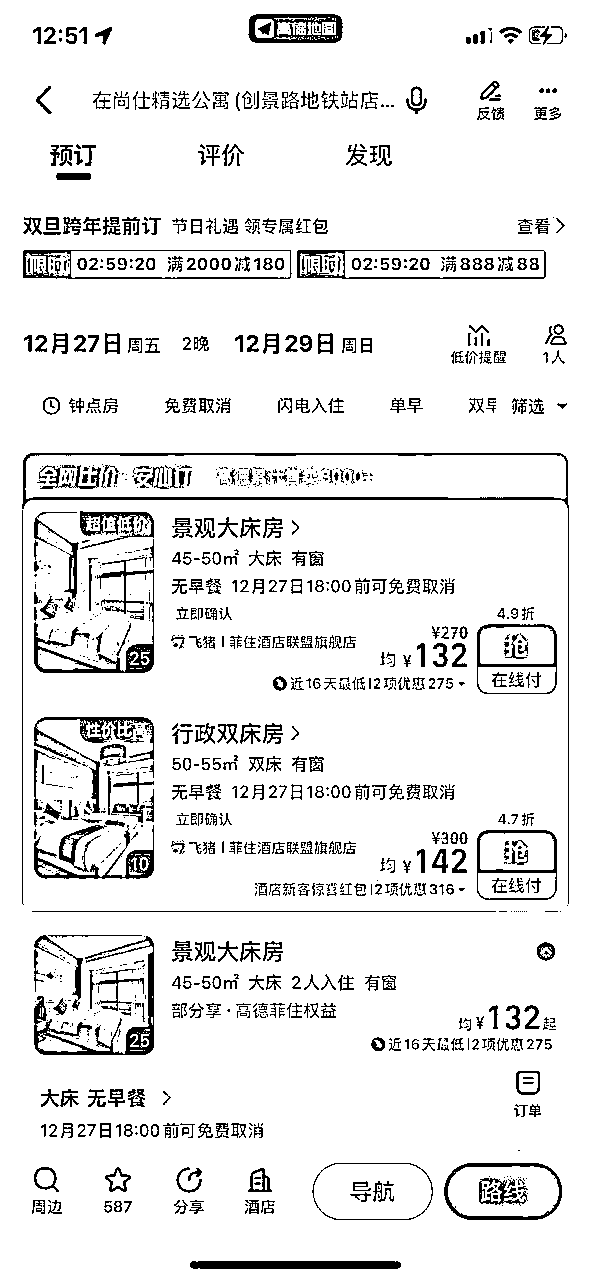 12:51
高德地图
在尚仕精选公寓(创景路地铁站店...
反馈
更多
预订 评价 发现
双旦跨年提前订 节日礼遇 领专属红包 查看
限时 02:59:20 满2000减180 限时 02:59:20 满888减88
12月27日 周五 2晚 12月29日 周日
低价提醒
1人
钟点房 免费取消 闪电入住 单早 双早 筛选
全网比价 安心订
超值低价
25
景观大床房
45-50㎡ 大床 有窗
无早餐 12月27日18:00前可免费取消
立即确认
飞猪 | 菲住酒店联盟旗舰店
4.9折
¥270
均 ¥132
抢
在线付
近16天最低|2项优惠275
性价比高
10
行政双床房
50-55㎡ 双床 有窗
无早餐 12月27日18:00前可免费取消
立即确认
飞猪 | 菲住酒店联盟旗舰店
4.7折
¥300
均 ¥142
抢
在线付
酒店新客惊喜红包|2项优惠316
25
景观大床房
45-50㎡ 大床 2人入住 有窗
部分享·高德菲住权益
均 ¥132起
近16天最低|2项优惠275
大床 无早餐
12月27日18:00前可免费取消
订单
周边
587
分享
酒店
导航
路线